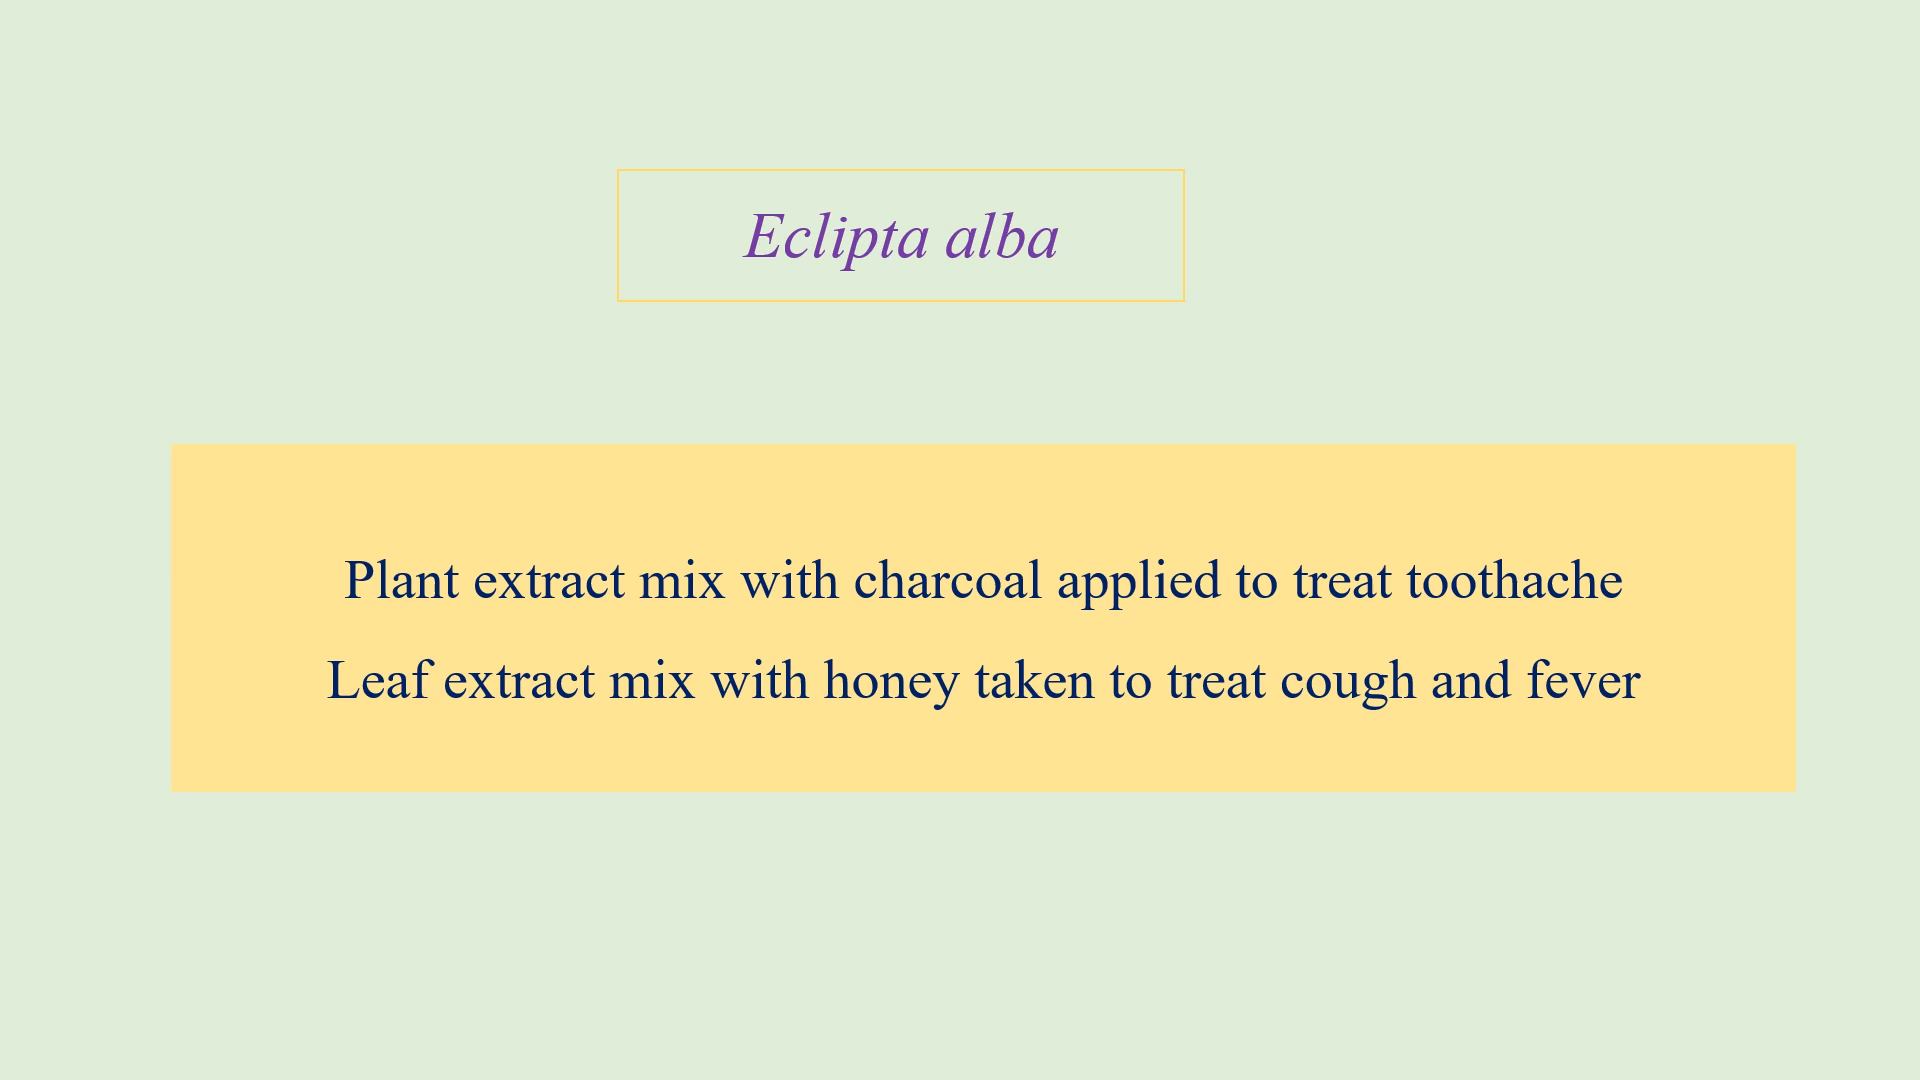 Eclipta alba
Plant extract mix with charcoal applied to treat toothache
Leaf extract mix with honey taken to treat cough and fever